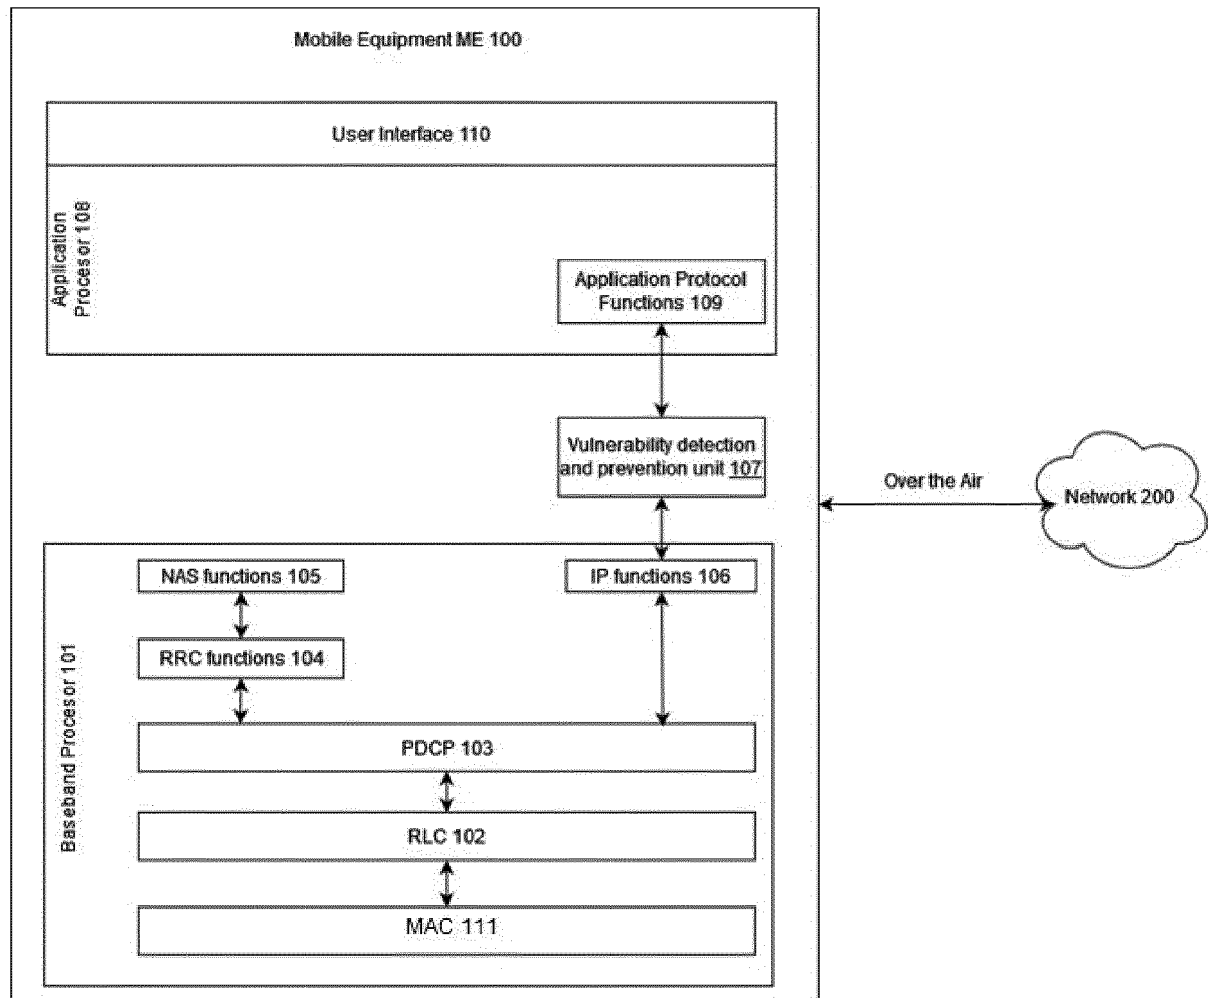 Mobile Equipment ME 100
User Interface 110
Application
Procesor 108
Application Protocol
Functions 109
Vulnerability detection
and prevention unit 107
Over the Air
Network 200
NAS functions 105
IP functions 106
RRC functions 104
Baseband Procesor 101
PDCP 103
RLC 102
MAC 111